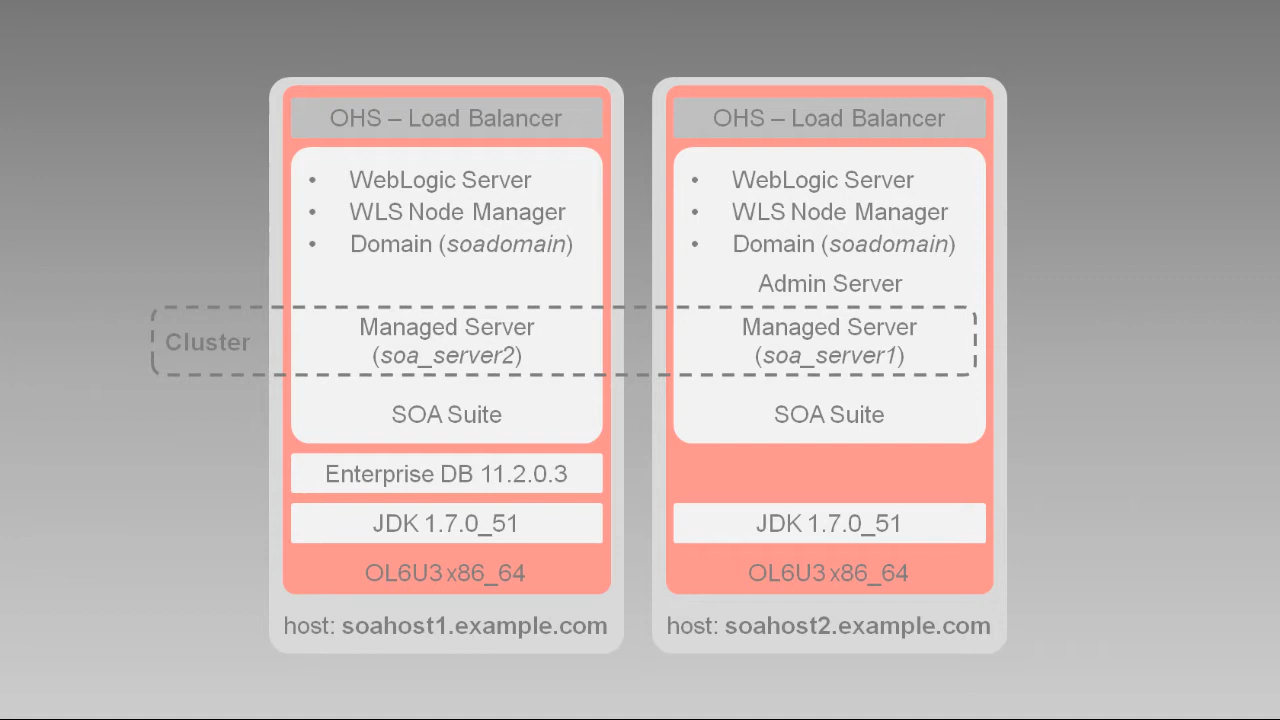 OHS – Load Balancer
• WebLogic Server
• WLS Node Manager
• Domain (soadomain)
Managed Server
(soa_server2)
SOA Suite
Enterprise DB 11.2.0.3
JDK 1.7.0_51
OL6U3 x86_64
host: soahost1.example.com
OHS – Load Balancer
• WebLogic Server
• WLS Node Manager
• Domain (soadomain)
Admin Server
Managed Server
(soa_server1)
SOA Suite
JDK 1.7.0_51
OL6U3 x86_64
host: soahost2.example.com
Cluster